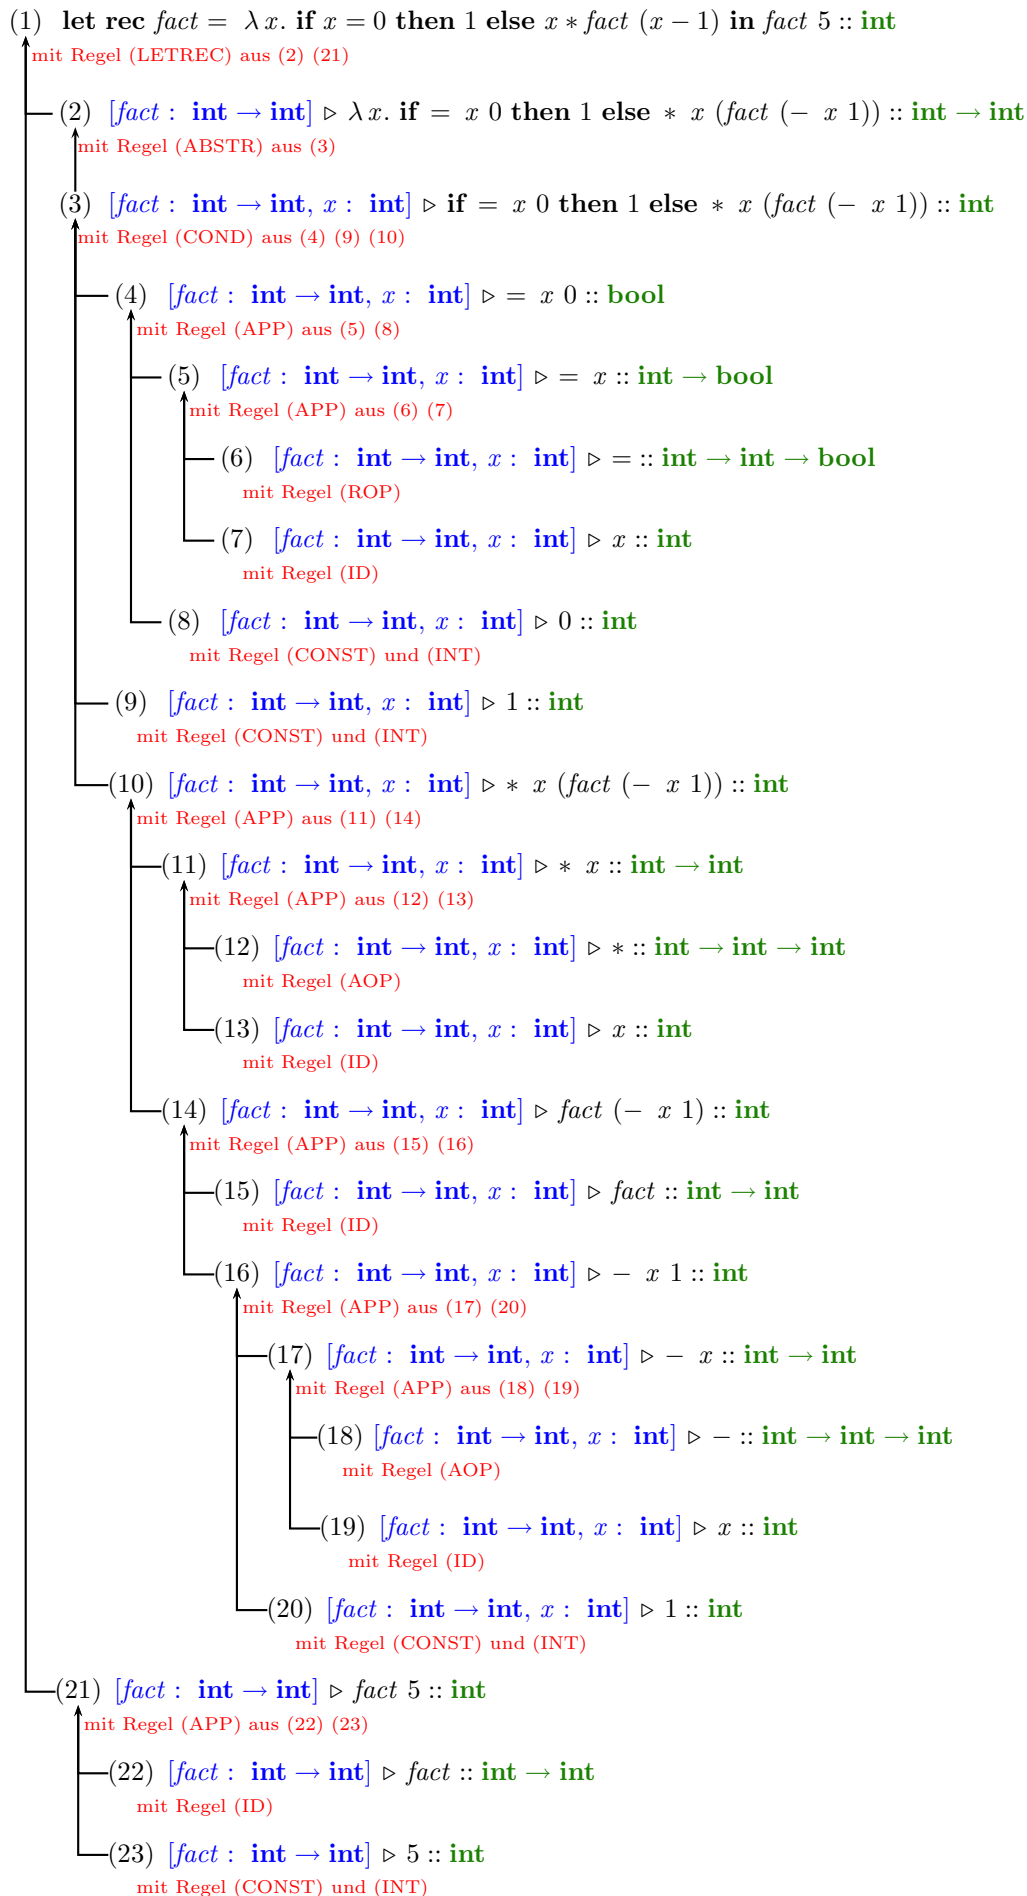 (1) let rec fact = λ x. if x = 0 then 1 else x * fact (x − 1) in fact 5 :: int
mit Regel (LETREC) aus (2) (21)
(2) [fact : int → int] ▹ λ x. if = x 0 then 1 else * x (fact (− x 1)) :: int → int
mit Regel (ABSTR) aus (3)
(3) [fact : int → int, x : int] ▹ if = x 0 then 1 else * x (fact (− x 1)) :: int
mit Regel (COND) aus (4) (9) (10)
(4) [fact : int → int, x : int] ▹ = x 0 :: bool
mit Regel (APP) aus (5) (8)
(5) [fact : int → int, x : int] ▹ = x :: int → bool
mit Regel (APP) aus (6) (7)
(6) [fact : int → int, x : int] ▹ = :: int → int → bool
mit Regel (ROP)
(7) [fact : int → int, x : int] ▹ x :: int
mit Regel (ID)
(8) [fact : int → int, x : int] ▹ 0 :: int
mit Regel (CONST) und (INT)
(9) [fact : int → int, x : int] ▹ 1 :: int
mit Regel (CONST) und (INT)
(10) [fact : int → int, x : int] ▹ * x (fact (− x 1)) :: int
mit Regel (APP) aus (11) (14)
(11) [fact : int → int, x : int] ▹ * x :: int → int
mit Regel (APP) aus (12) (13)
(12) [fact : int → int, x : int] ▹ * :: int → int → int
mit Regel (AOP)
(13) [fact : int → int, x : int] ▹ x :: int
mit Regel (ID)
(14) [fact : int → int, x : int] ▹ fact (− x 1) :: int
mit Regel (APP) aus (15) (16)
(15) [fact : int → int, x : int] ▹ fact :: int → int
mit Regel (ID)
(16) [fact : int → int, x : int] ▹ − x 1 :: int
mit Regel (APP) aus (17) (20)
(17) [fact : int → int, x : int] ▹ − x :: int → int
mit Regel (APP) aus (18) (19)
(18) [fact : int → int, x : int] ▹ − :: int → int → int
mit Regel (AOP)
(19) [fact : int → int, x : int] ▹ x :: int
mit Regel (ID)
(20) [fact : int → int, x : int] ▹ 1 :: int
mit Regel (CONST) und (INT)
(21) [fact : int → int] ▹ fact 5 :: int
mit Regel (APP) aus (22) (23)
(22) [fact : int → int] ▹ fact :: int → int
mit Regel (ID)
(23) [fact : int → int] ▹ 5 :: int
mit Regel (CONST) und (INT)